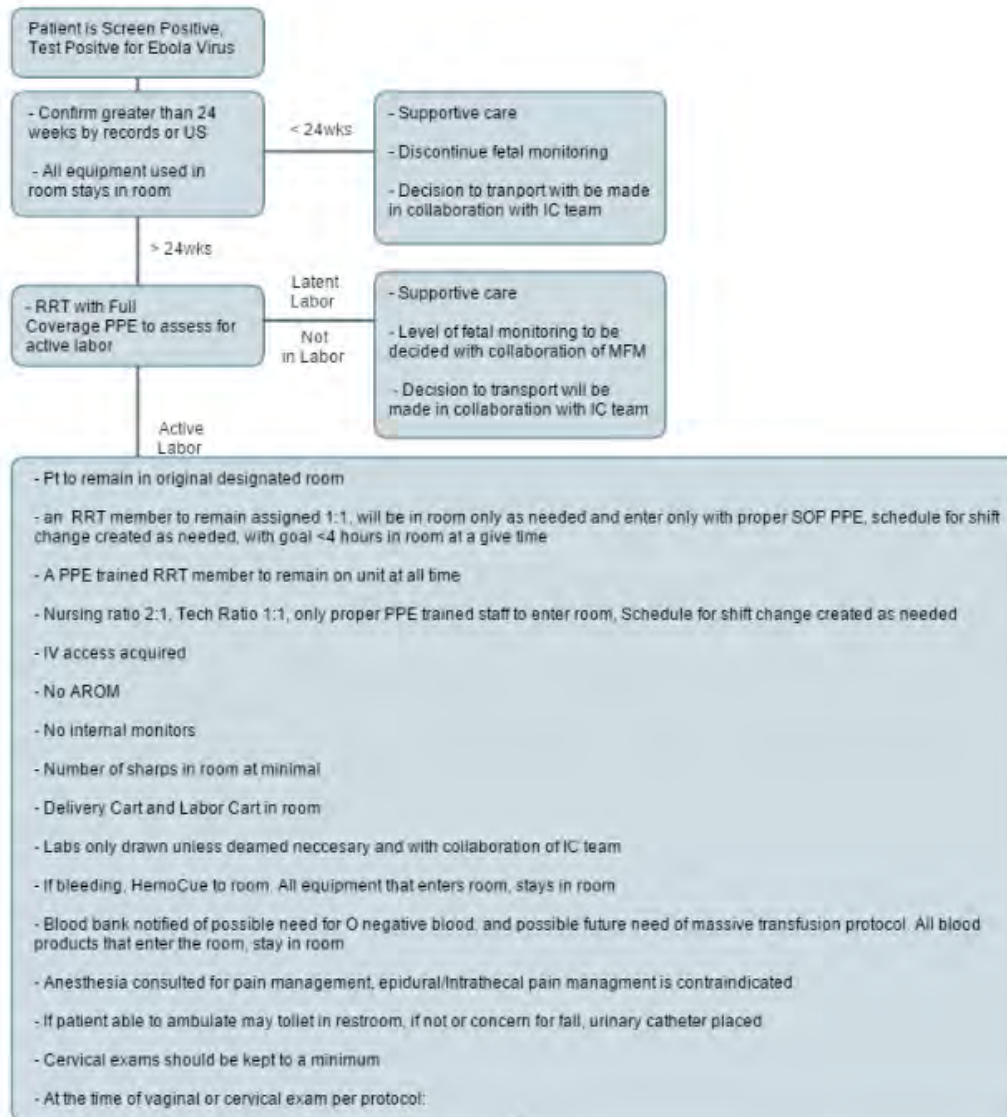 Patient is Screen Positive,
Test Positve for Ebola Virus
- Confirm greater than 24
weeks by records or US
- All equipment used in
room stays in room
< 24wks
- Supportive care
- Discontinue fetal monitoring
- Decision to tranport with be made
in collaboration with IC team
> 24wks
- RRT with Full
Coverage PPE to assess for
active labor
Latent
Labor
Not
in Labor
- Supportive care
- Level of fetal monitoring to be
decided with collaboration of MFM
- Decision to transport will be
made in collaboration with IC team
Active
Labor
- Pt to remain in original designated room
- an RRT member to remain assigned 1:1, will be in room only as needed and enter only with proper SOP PPE, schedule for shift
change created as needed, with goal <4 hours in room at a give time
- A PPE trained RRT member to remain on unit at all time
- Nursing ratio 2:1, Tech Ratio 1:1, only proper PPE trained staff to enter room, Schedule for shift change created as needed
- IV access acquired
- No AROM
- No internal monitors
- Number of sharps in room at minimal
- Delivery Cart and Labor Cart in room
- Labs only drawn unless deamed neccesary and with collaboration of IC team
- If bleeding, HemoCue to room. All equipment that enters room, stays in room
- Blood bank notified of possible need for O negative blood, and possible future need of massive transfusion protocol. All blood
products that enter the room, stay in room
- Anesthesia consulted for pain management, epidural/Intrathecal pain managment is contraindicated
- If patient able to ambulate may toilet in restroom, if not or concern for fall, urinary catheter placed
- Cervical exams should be kept to a minimum
- At the time of vaginal or cervical exam per protocol: